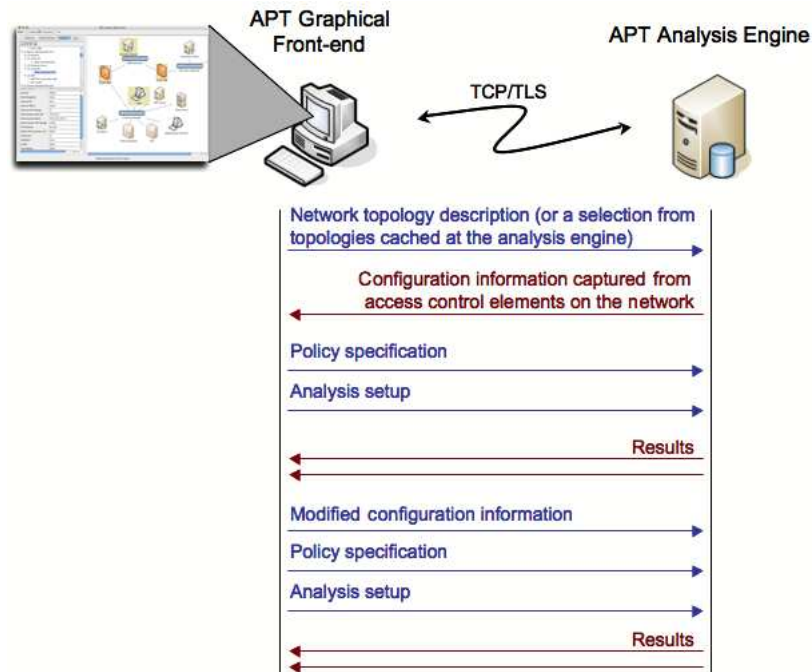 APT Graphical
Front-end
APT Analysis Engine
TCP/TLS
Network topology description (or a selection from
topologies cached at the analysis engine)
Configuration information captured from
access control elements on the network
Policy specification
Analysis setup
Results
Modified configuration information
Policy specification
Analysis setup
Results